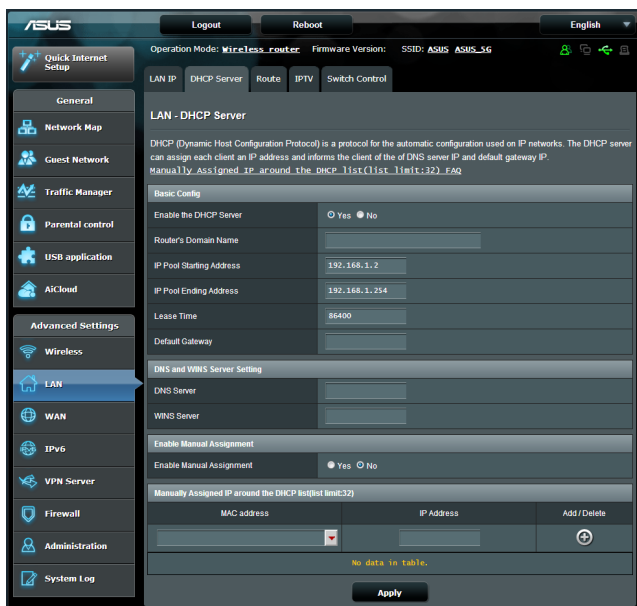 ASUS
Logout Reboot English
Quick Internet Setup
Operation Mode: Wireless router Firmware Version: SSID: ASUS ASUS_5G
LAN IP DHCP Server Route IPTV Switch Control
General
Network Map
Guest Network
Traffic Manager
Parental control
USB application
AiCloud
Advanced Settings
Wireless
LAN
WAN
IPv6
VPN Server
Firewall
Administration
System Log
LAN - DHCP Server
DHCP (Dynamic Host Configuration Protocol) is a protocol for the automatic configuration used on IP networks. The DHCP server
can assign each client an IP address and informs the client of the of DNS server IP and default gateway IP.
Manually Assigned IP around the DHCP list(list limit:32) FAQ
Basic Config
Enable the DHCP Server Yes No
Router's Domain Name
IP Pool Starting Address 192.168.1.2
IP Pool Ending Address 192.168.1.254
Lease Time 86400
Default Gateway
DNS and WINS Server Setting
DNS Server
WINS Server
Enable Manual Assignment
Enable Manual Assignment Yes No
Manually Assigned IP around the DHCP list(list limit:32)
MAC address IP Address Add / Delete
No data in table.
Apply